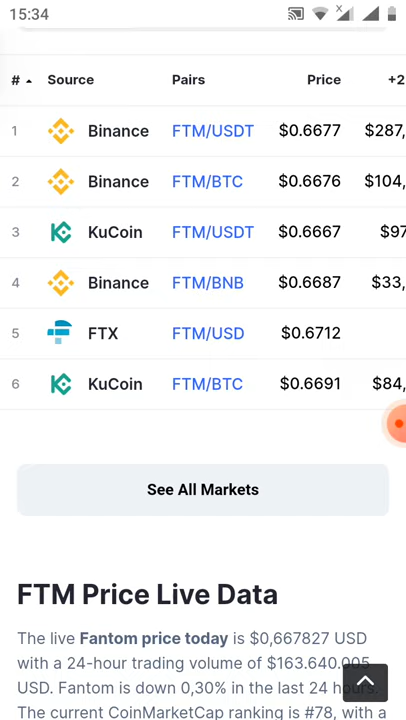 15:34
# Source Pairs Price +2
1 Binance FTM/USDT $0.6677 $287,
2 Binance FTM/BTC $0.6676 $104,
3 KuCoin FTM/USDT $0.6667 $97
4 Binance FTM/BNB $0.6687 $33,
5 FTX FTM/USD $0.6712
6 KuCoin FTM/BTC $0.6691 $84,
See All Markets
FTM Price Live Data
The live Fantom price today is $0,667827 USD
with a 24-hour trading volume of $163.640.005
USD. Fantom is down 0,30% in the last 24 hours.
The current CoinMarketCap ranking is #78, with a